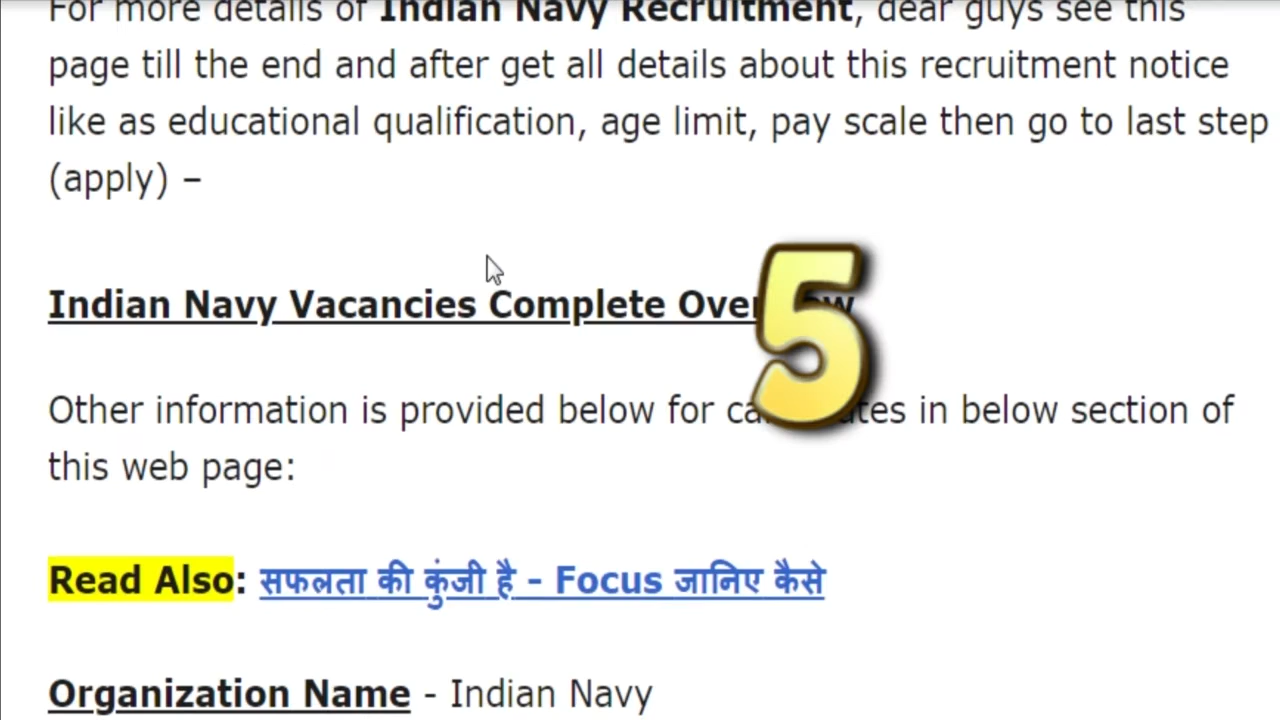 For more details of Indian Navy Recruitment, dear guys see this
page till the end and after get all details about this recruitment notice
like as educational qualification, age limit, pay scale then go to last step
(apply) –
Indian Navy Vacancies Complete
5
Other information is provided below for in below section of
this web page:
Read Also: सफलता की कुंजी है - Focus जानिए कैसे
Organization Name - Indian Navy